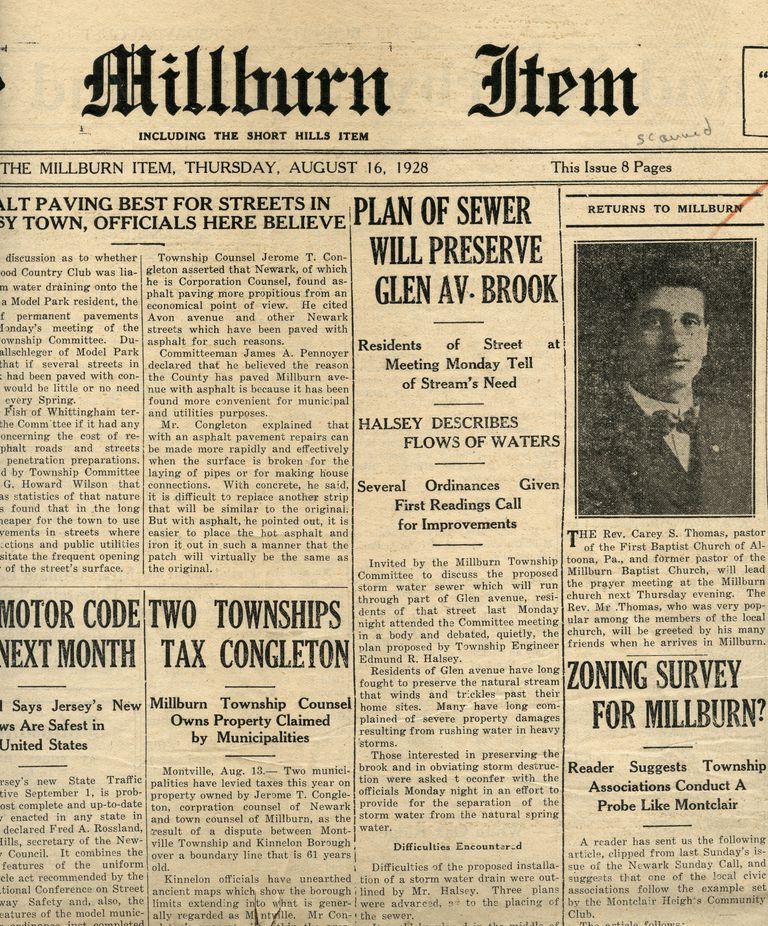 Millburn Item
INCLUDING THE SHORT HILLS ITEM
scanned
"
THE MILLBURN ITEM, THURSDAY, AUGUST 16, 1928
This Issue 8 Pages
ALT PAVING BEST FOR STREETS IN
SY TOWN, OFFICIALS HERE BELIEVE
discussion as to whether
ood Country Club was lia-
m water draining onto the
a Model Park resident, the
f permanent pavements
Monday's meeting of the
ownship Committee. Du-
allschleger of Model Park
that if several streets in
had been paved with con-
would be little or no need
every Spring.
Fish of Whittingham ter-
the Committee if it had any
concerning the cost of re-
phalt roads and streets
penetration preparations.
d by Township Committee
G. Howard Wilson that
as statistics of that nature
s found that in the long
heaper for the town to use
vements in streets where
ctions and public utilities
sitate the frequent opening
of the street's surface.
Township Counsel Jerome T. Con-
gleton asserted that Newark, of which
he is Corporation Counsel, found as-
phalt paving more propitious from an
economical point of view. He cited
Avon avenue and other Newark
streets which have been paved with
asphalt for such reasons.
Committeeman James A. Pennoyer
declared that he believed the reason
the County has paved Millburn ave-
nue with asphalt is because it has been
found more convenient for municipal
and utilities purposes.
Mr. Congleton explained that
with an asphalt pavement repairs can
be made more rapidly and effectively
when the surface is broken for the
laying of pipes or for making house
connections. With concrete, he said,
it is difficult to replace another strip
that will be similar to the original.
But with asphalt, he pointed out, it is
easier to place the hot asphalt and
iron it out in such a manner that the
patch will virtually be the same as
the original.
MOTOR CODE
NEXT MONTH
l Says Jersey's New
ws Are Safest in
United States
rsey's new State Traffic
tive September 1, is prob-
ost complete and up-to-date
y enacted in any state in
declared Fred A. Rossland,
Hills, secretary of the New-
y Council. It combines the
features of the uniform
cle act recommended by the
tional Conference on Street
way Safety and, also, the
eatures of the model munic-
ordinance just completed
TWO TOWNSHIPS
TAX CONGLETON
Millburn Township Counsel
Owns Property Claimed
by Municipalities
Montville, Aug. 13.— Two munici-
palities have levied taxes this year on
property owned by Jerome T. Congle-
ton, corpration counsel of Newark
and town counsel of Millburn, as the
result of a dispute between Mont-
ville Township and Kinnelon Borough
over a boundary line that is 61 years
old.
Kinnelon officials have unearthed
ancient maps which show the borough
limits extending into what is gener-
ally regarded as Montville. Mr Con-
PLAN OF SEWER
WILL PRESERVE
GLEN AV. BROOK
Residents of Street at
Meeting Monday Tell
of Stream's Need
HALSEY DESCRIBES
FLOWS OF WATERS
Several Ordinances Given
First Readings Call
for Improvements
Invited by the Millburn Township
Committee to discuss the proposed
storm water sewer which will run
through part of Glen avenue, resi-
dents of that street last Monday
night attended the Committee meeting
in a body and debated, quietly, the
plan proposed by Township Engineer
Edmund R. Halsey.
Residents of Glen avenue have long
fought to preserve the natural stream
that winds and trickles past their
home sites. Many have long com-
plained of severe property damages
resulting from rushing water in heavy
storms.
Those interested in preserving the
brook and in obviating storm destruc-
tion were asked t oconfer with the
officials Monday night in an effort to
provide for the separation of the
storm water from the natural spring
water.
Difficulties Encountered
Difficulties of the proposed installa-
tion of a storm water drain were out-
lined by Mr. Halsey. Three plans
were advanced, as to the placing of
the sewer.
RETURNS TO MILLBURN
THE Rev. Carey S. Thomas, pastor
of the First Baptist Church of Al-
toona, Pa., and former pastor of the
Millburn Baptist Church, will lead
the prayer meeting at the Millburn
church next Thursday evening. The
Rev. Mr .Thomas, who was very pop-
ular among the members of the local
church, will be greeted by his many
friends when he arrives in Millburn.
ZONING SURVEY
FOR MILLBURN?
Reader Suggests Township
Associations Conduct A
Probe Like Montclair
A reader has sent us the following
article, clipped from last Sunday's is-
sue of the Newark Sunday Call, and
suggests that one of the local civic
associations follow the example set
by the Montclair Heights Community
Club.
The article follows: